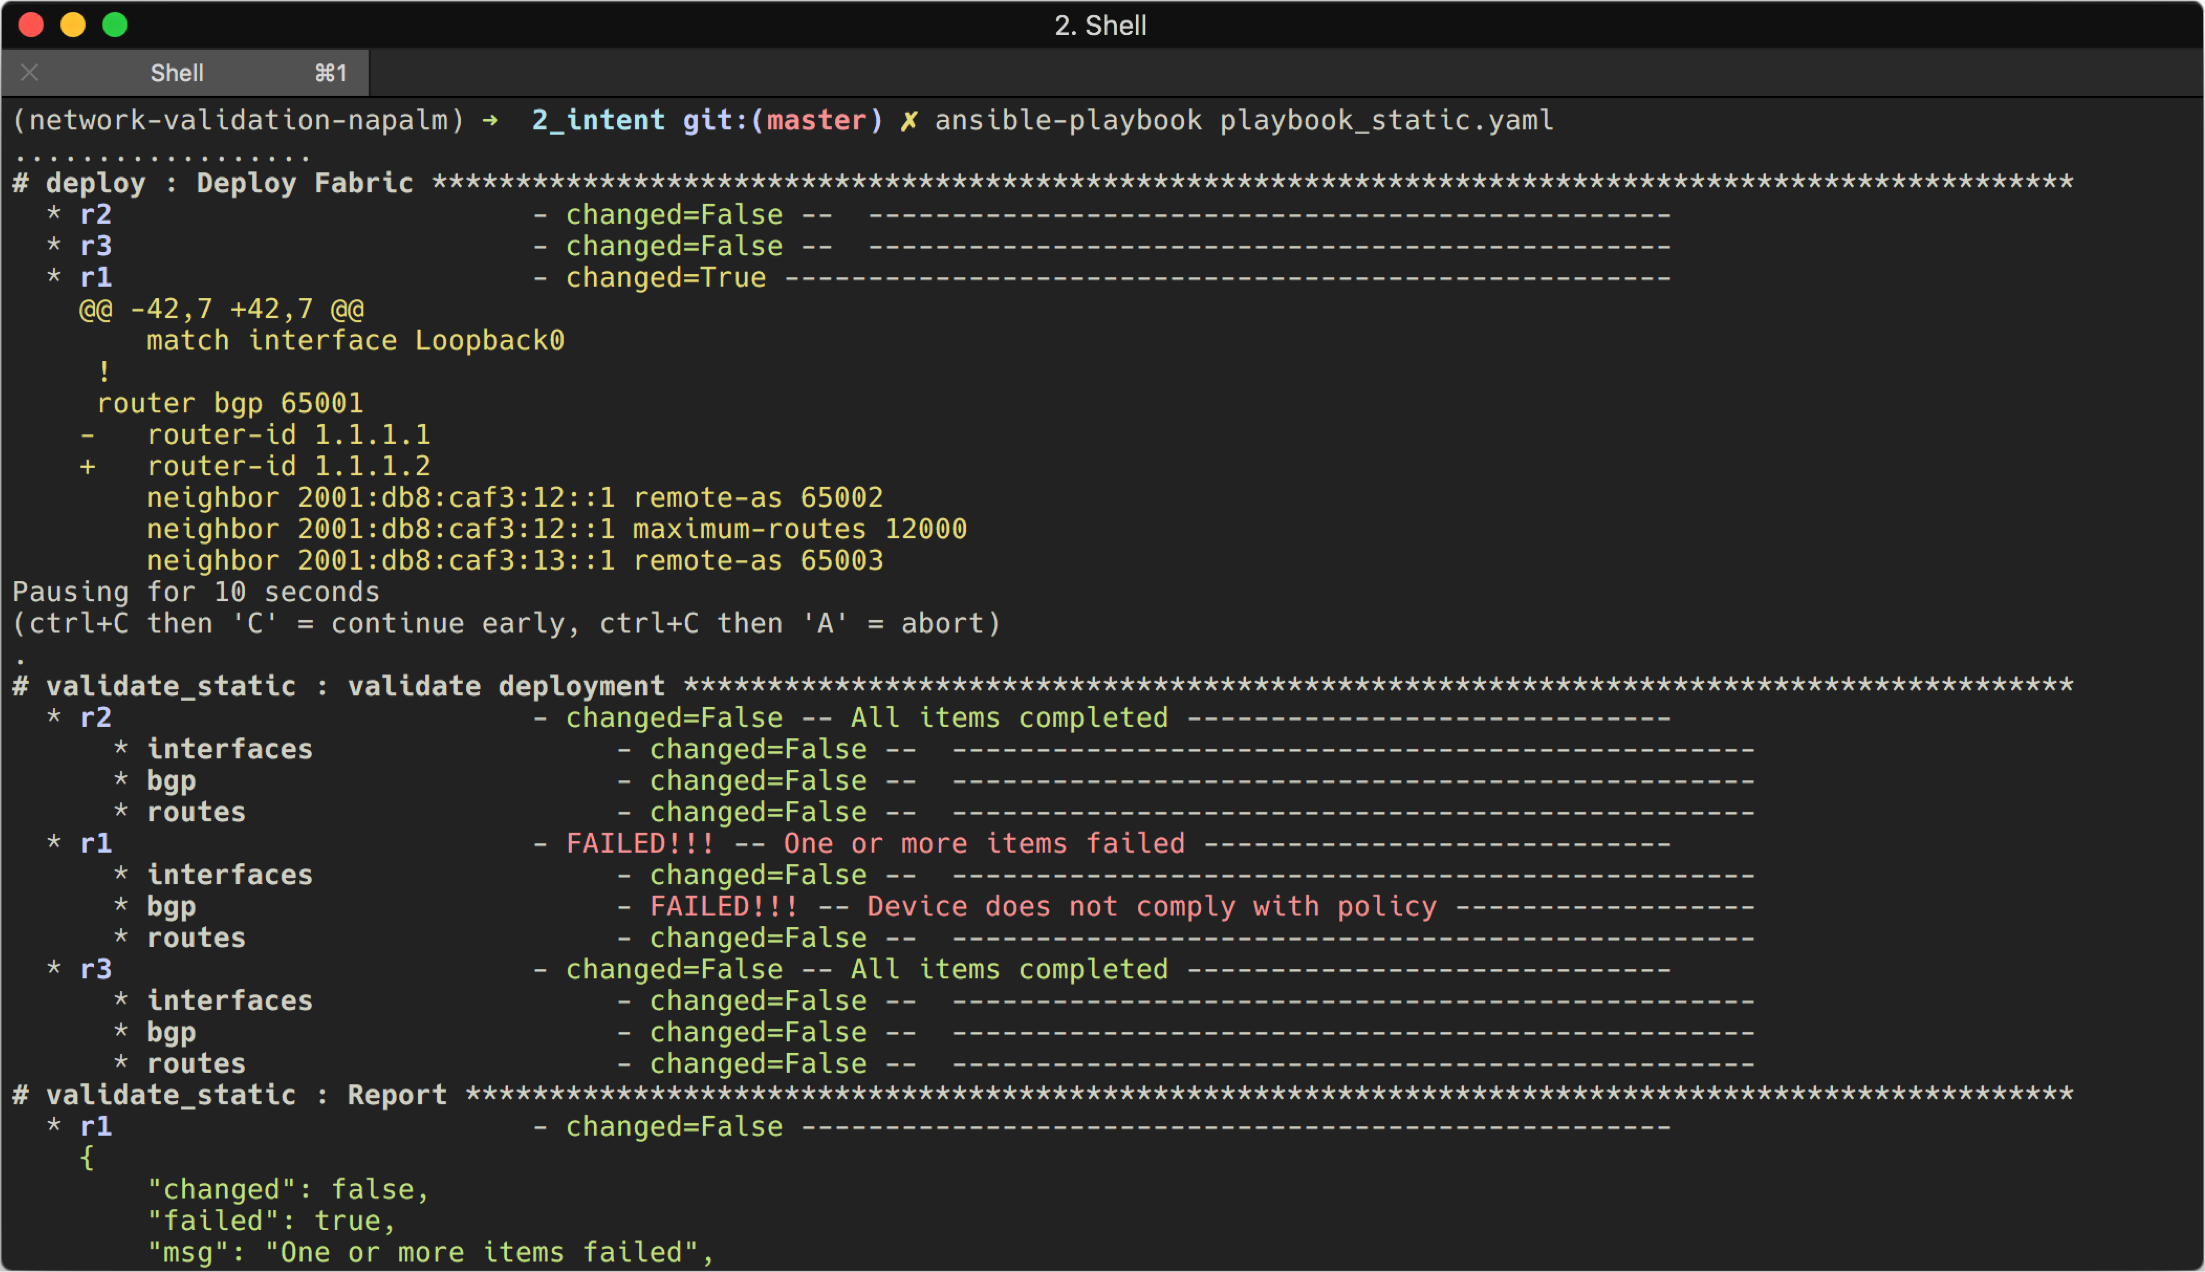 2. Shell
Shell ⌘1
(network-validation-napalm) ➜  2_intent git:(master) ✗ ansible-playbook playbook_static.yaml
..................
# deploy : Deploy Fabric **************************************************************************************************
  * r2                         - changed=False --  ------------------------------------------------
  * r3                         - changed=False --  ------------------------------------------------
  * r1                         - changed=True -----------------------------------------------------
    @@ -42,7 +42,7 @@
        match interface Loopback0
     !
     router bgp 65001
    -   router-id 1.1.1.1
    +   router-id 1.1.1.2
        neighbor 2001:db8:caf3:12::1 remote-as 65002
        neighbor 2001:db8:caf3:12::1 maximum-routes 12000
        neighbor 2001:db8:caf3:13::1 remote-as 65003
Pausing for 10 seconds
(ctrl+C then 'C' = continue early, ctrl+C then 'A' = abort)
.
# validate_static : validate deployment ***********************************************************************************
  * r2                         - changed=False -- All items completed -----------------------------
      * interfaces                  - changed=False --  ------------------------------------------------
      * bgp                         - changed=False --  ------------------------------------------------
      * routes                      - changed=False --  ------------------------------------------------
  * r1                         - FAILED!!! -- One or more items failed ----------------------------
      * interfaces                  - changed=False --  ------------------------------------------------
      * bgp                         - FAILED!!! -- Device does not comply with policy ------------------
      * routes                      - changed=False --  ------------------------------------------------
  * r3                         - changed=False -- All items completed -----------------------------
      * interfaces                  - changed=False --  ------------------------------------------------
      * bgp                         - changed=False --  ------------------------------------------------
      * routes                      - changed=False --  ------------------------------------------------
# validate_static : Report ************************************************************************************************
  * r1                         - changed=False ----------------------------------------------------
    {
        "changed": false,
        "failed": true,
        "msg": "One or more items failed",